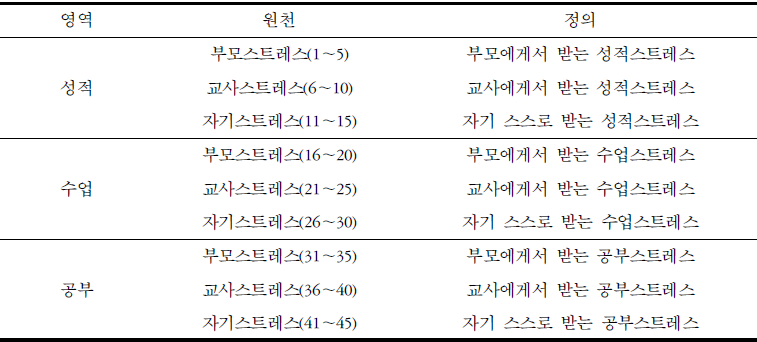 영역 원천 정의
부모스트레스(1~5) 부모에게서 받는 성적스트레스
성적 교사스트레스(6~10) 교사에게서 받는 성적스트레스
자기스트레스(11~15) 자기 스스로 받는 성적스트레스
부모스트레스(16~20) 부모에게서 받는 수업스트레스
수업 교사스트레스(21~25) 교사에게서 받는 수업스트레스
자기스트레스(26~30) 자기 스스로 받는 수업스트레스
부모스트레스(31~35) 부모에게서 받는 공부스트레스
공부 교사스트레스(36~40) 교사에게서 받는 공부스트레스
자기스트레스(41~45) 자기 스스로 받는 공부스트레스